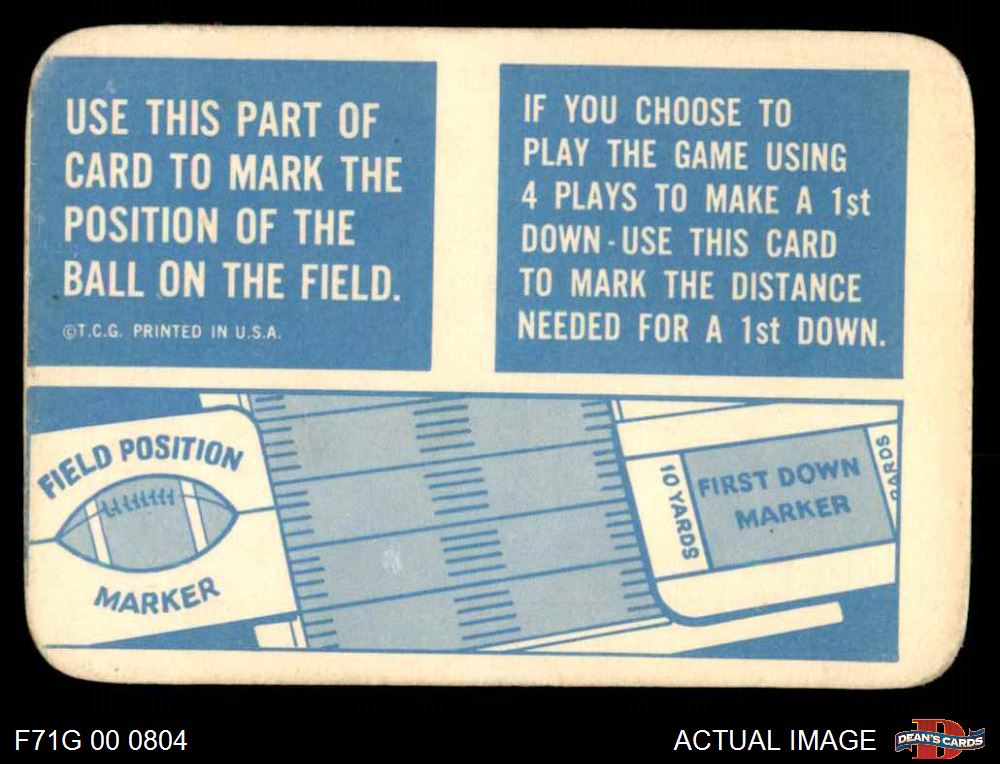 USE THIS PART OF
CARD TO MARK THE
POSITION OF THE
BALL ON THE FIELD.
©T.C.G. PRINTED IN U.S.A.
IF YOU CHOOSE TO
PLAY THE GAME USING
4 PLAYS TO MAKE A 1st
DOWN-USE THIS CARD
TO MARK THE DISTANCE
NEEDED FOR A 1st DOWN.
FIELD POSITION
MARKER
10 YARDS
FIRST DOWN
MARKER
F71G 00 0804
ACTUAL IMAGE
DEAN'S CARDS